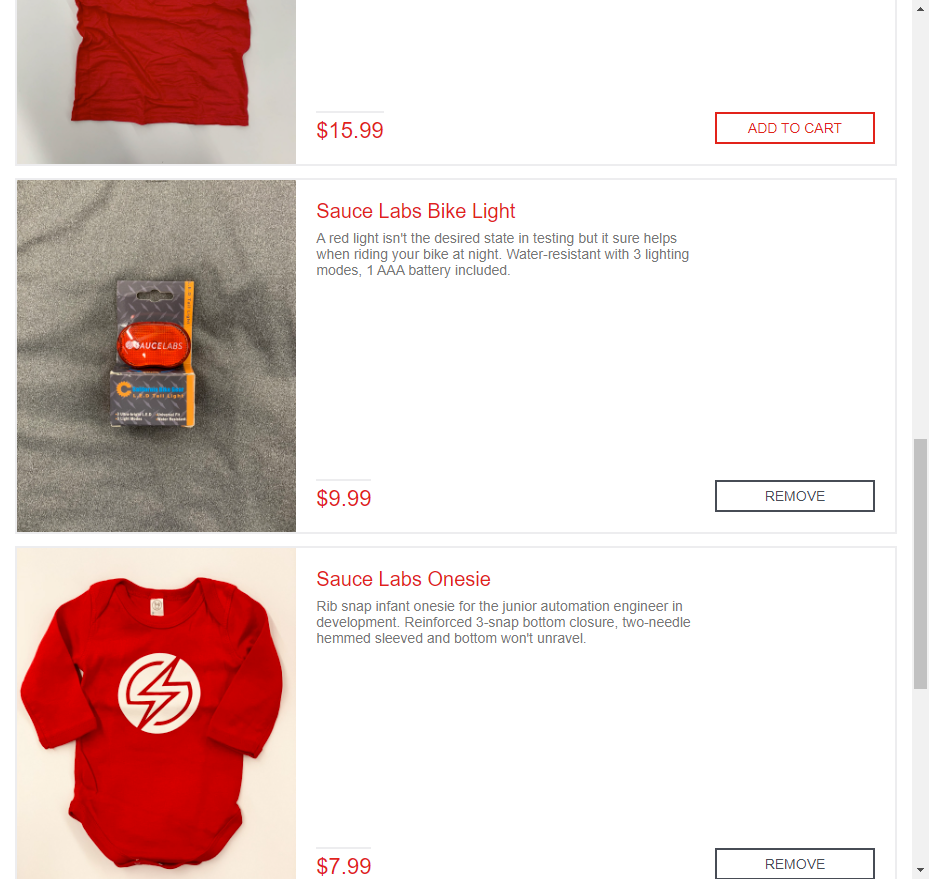 $15.99
ADD TO CART
Sauce Labs Bike Light
A red light isn't the desired state in testing but it sure helps
when riding your bike at night. Water-resistant with 3 lighting
modes, 1 AAA battery included.
SAUCELABS
L.E.D Tail Light
$9.99
REMOVE
Sauce Labs Onesie
Rib snap infant onesie for the junior automation engineer in
development. Reinforced 3-snap bottom closure, two-needle
hemmed sleeved and bottom won't unravel.
$7.99
REMOVE